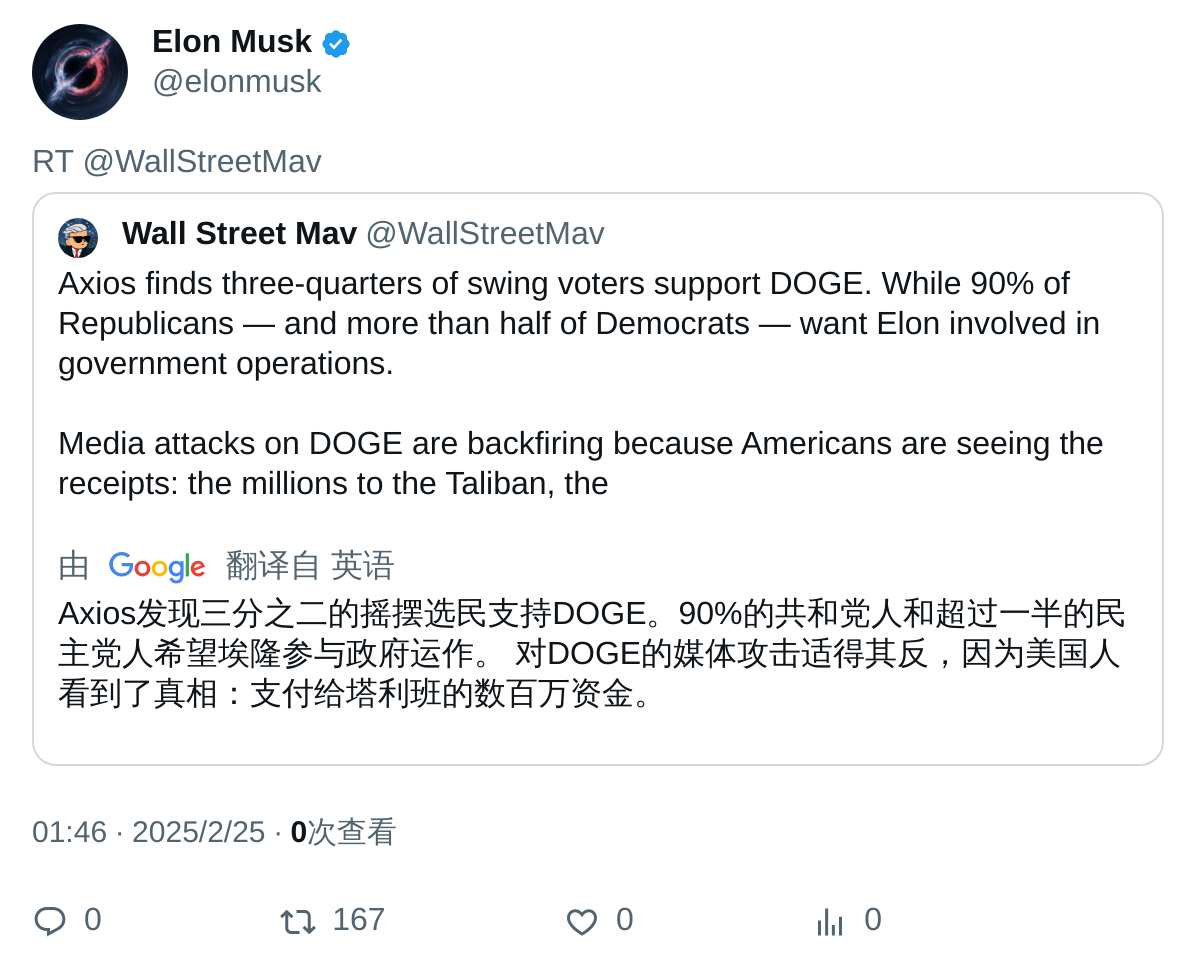 Elon Musk
@elonmusk
RT @WallStreetMav
Wall Street Mav @WallStreetMav
Axios finds three-quarters of swing voters support DOGE. While 90% of
Republicans — and more than half of Democrats — want Elon involved in
government operations.
Media attacks on DOGE are backfiring because Americans are seeing the
receipts: the millions to the Taliban, the
由 Google 翻译自 英语
Axios发现三分之二的摇摆选民支持DOGE。90%的共和党人和超过一半的民
主党人希望埃隆参与政府运作。 对DOGE的媒体攻击适得其反，因为美国人
看到了真相：支付给塔利班的数百万资金。
01:46 · 2025/2/25 · 0次查看
0 167 0 0